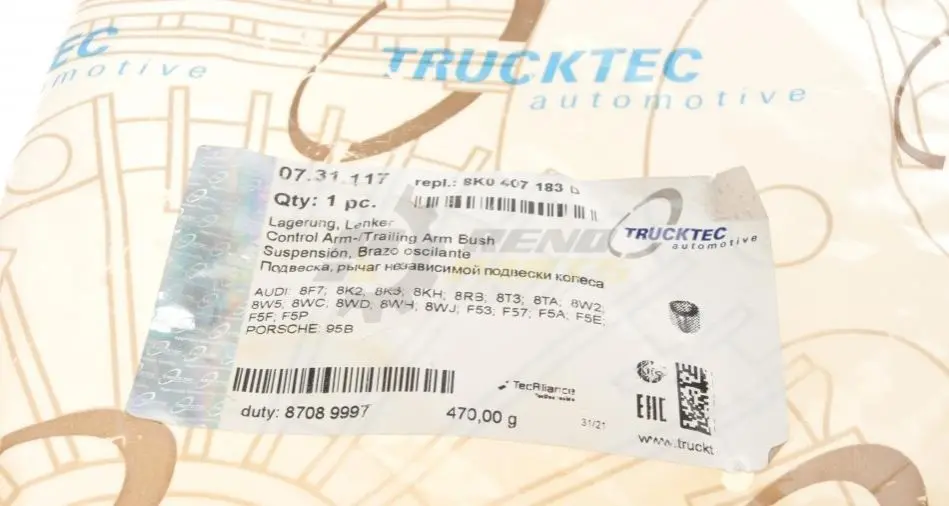 TEC
omotive
TRUCKTEC
automotive
07.31.117 repl.: 8K0 407 183 D
Qty: 1 pc.
Lagerung, Lenker
Control Arm-/Trailing Arm Bush
Suspensión, Brazo oscilante
Подвеска, рычаг независимой подвески колеса
TRUCKTEC
automotive
AUDI: 8F7; 8K2; 8K5; 8KH; 8RB; 8T3; 8TA; 8W2;
8W5; 8WC; 8WD; 8WH; 8WJ; F53; F57; F5A; F5E;
F5F; F5P
PORSCHE: 95B
TecAlliance
EAC
duty: 8708 9997 470,00 g 31/21
www.truckt